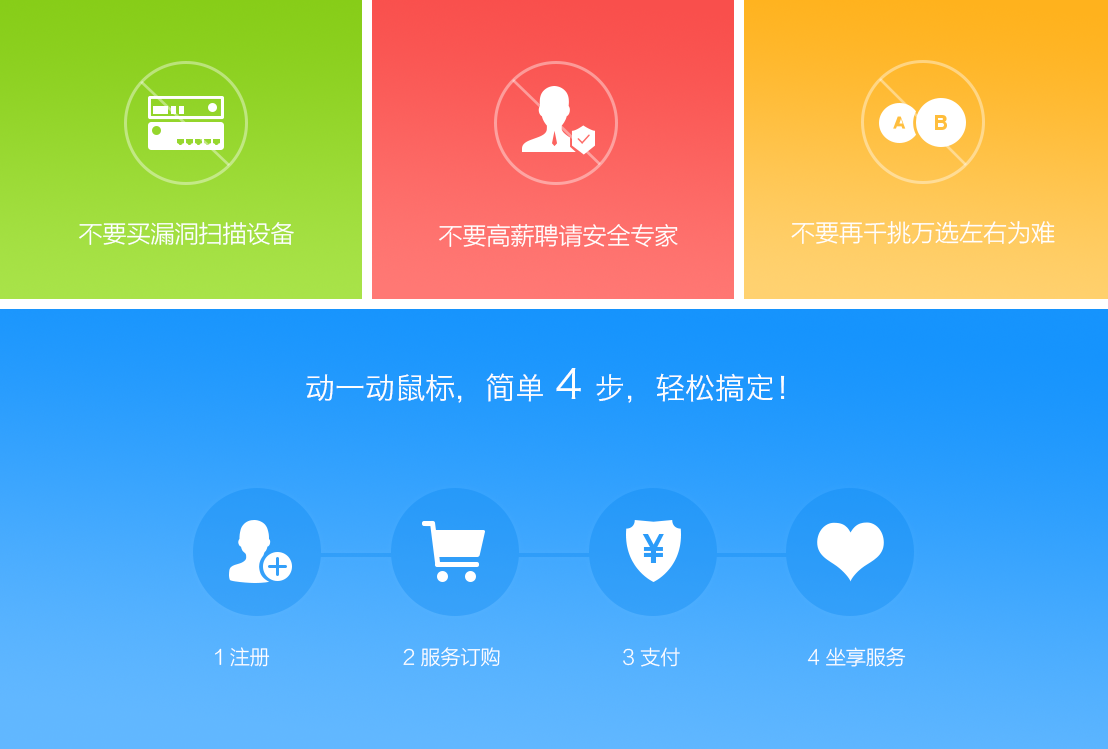 A B
不要买漏洞扫描设备
不要高薪聘请安全专家
不要再千挑万选左右为难
动一动鼠标，简单 4 步，轻松搞定！
¥
1 注册
2 服务订购
3 支付
4 坐享服务